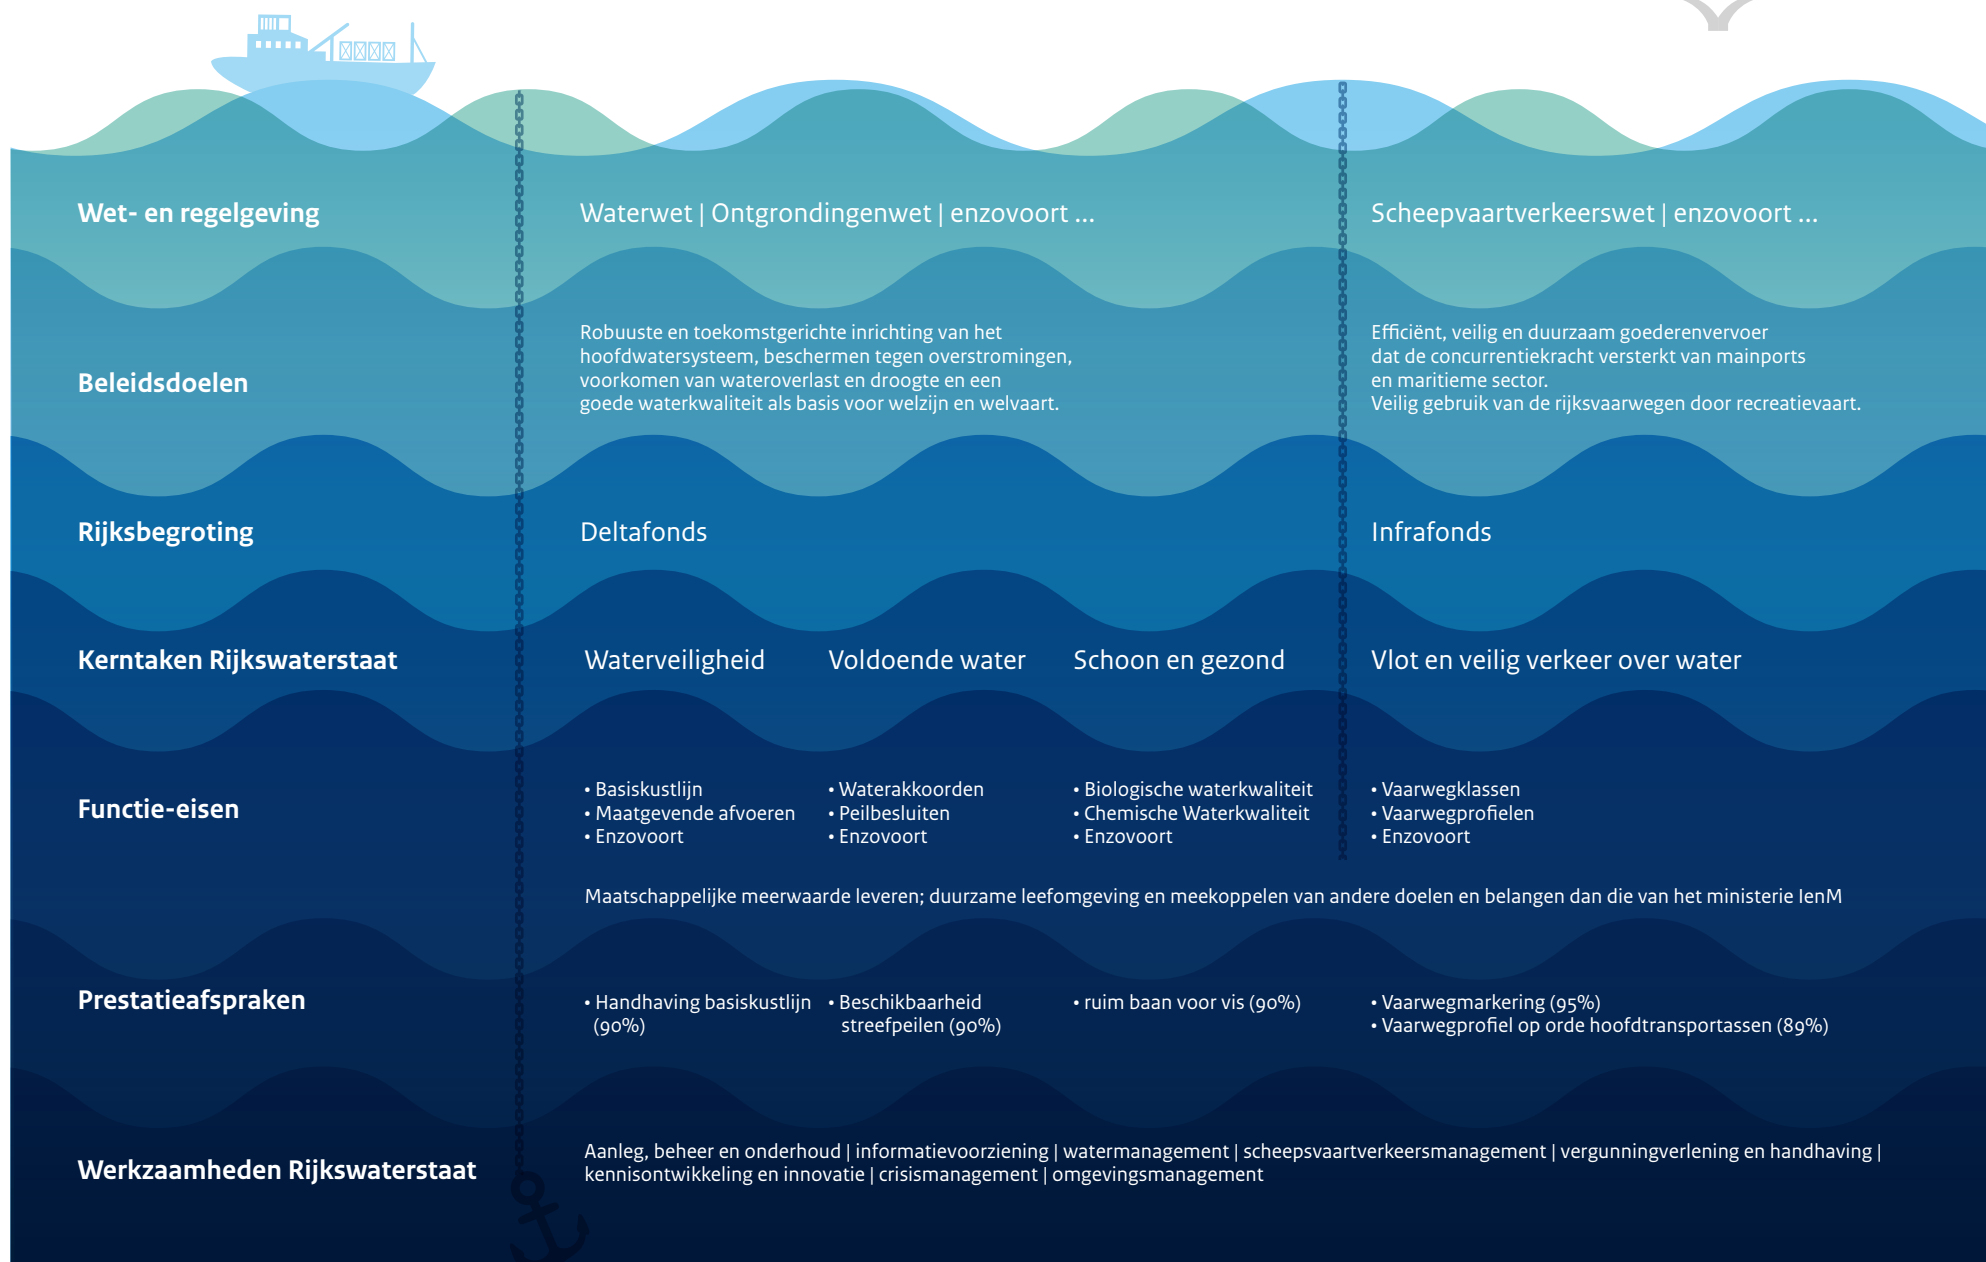 Wet- en regelgeving
Waterwet | Ontgrondingenwet | enzovoort ...
Scheepvaartverkeerswet | enzovoort ...
Beleidsdoelen
Robuuste en toekomstgerichte inrichting van het
hoofdwatersysteem, beschermen tegen overstromingen,
voorkomen van wateroverlast en droogte en een
goede waterkwaliteit als basis voor welzijn en welvaart.
Efficiënt, veilig en duurzaam goederenvervoer
dat de concurrentiekracht versterkt van mainports
en maritieme sector.
Veilig gebruik van de rijksvaarwegen door recreatievaart.
Rijksbegroting
Deltafonds
Infrafonds
Kerntaken Rijkswaterstaat
Waterveiligheid
Voldoende water
Schoon en gezond
Vlot en veilig verkeer over water
Functie-eisen
• Basiskustlijn
• Maatgevende afvoeren
• Enzovoort
• Waterakkoorden
• Peilbesluiten
• Enzovoort
• Biologische waterkwaliteit
• Chemische Waterkwaliteit
• Enzovoort
• Vaarwegklassen
• Vaarwegprofielen
• Enzovoort
Maatschappelijke meerwaarde leveren; duurzame leefomgeving en meekoppelen van andere doelen en belangen dan die van het ministerie IenM
Prestatieafspraken
• Handhaving basiskustlijn
(90%)
• Beschikbaarheid
streefpeilen (90%)
• ruim baan voor vis (90%)
• Vaarwegmarkering (95%)
• Vaarwegprofiel op orde hoofdtransportassen (89%)
Werkzaamheden Rijkswaterstaat
Aanleg, beheer en onderhoud | informatievoorziening | watermanagement | scheepsvaartverkeersmanagement | vergunningverlening en handhaving |
kennisontwikkeling en innovatie | crisismanagement | omgevingsmanagement